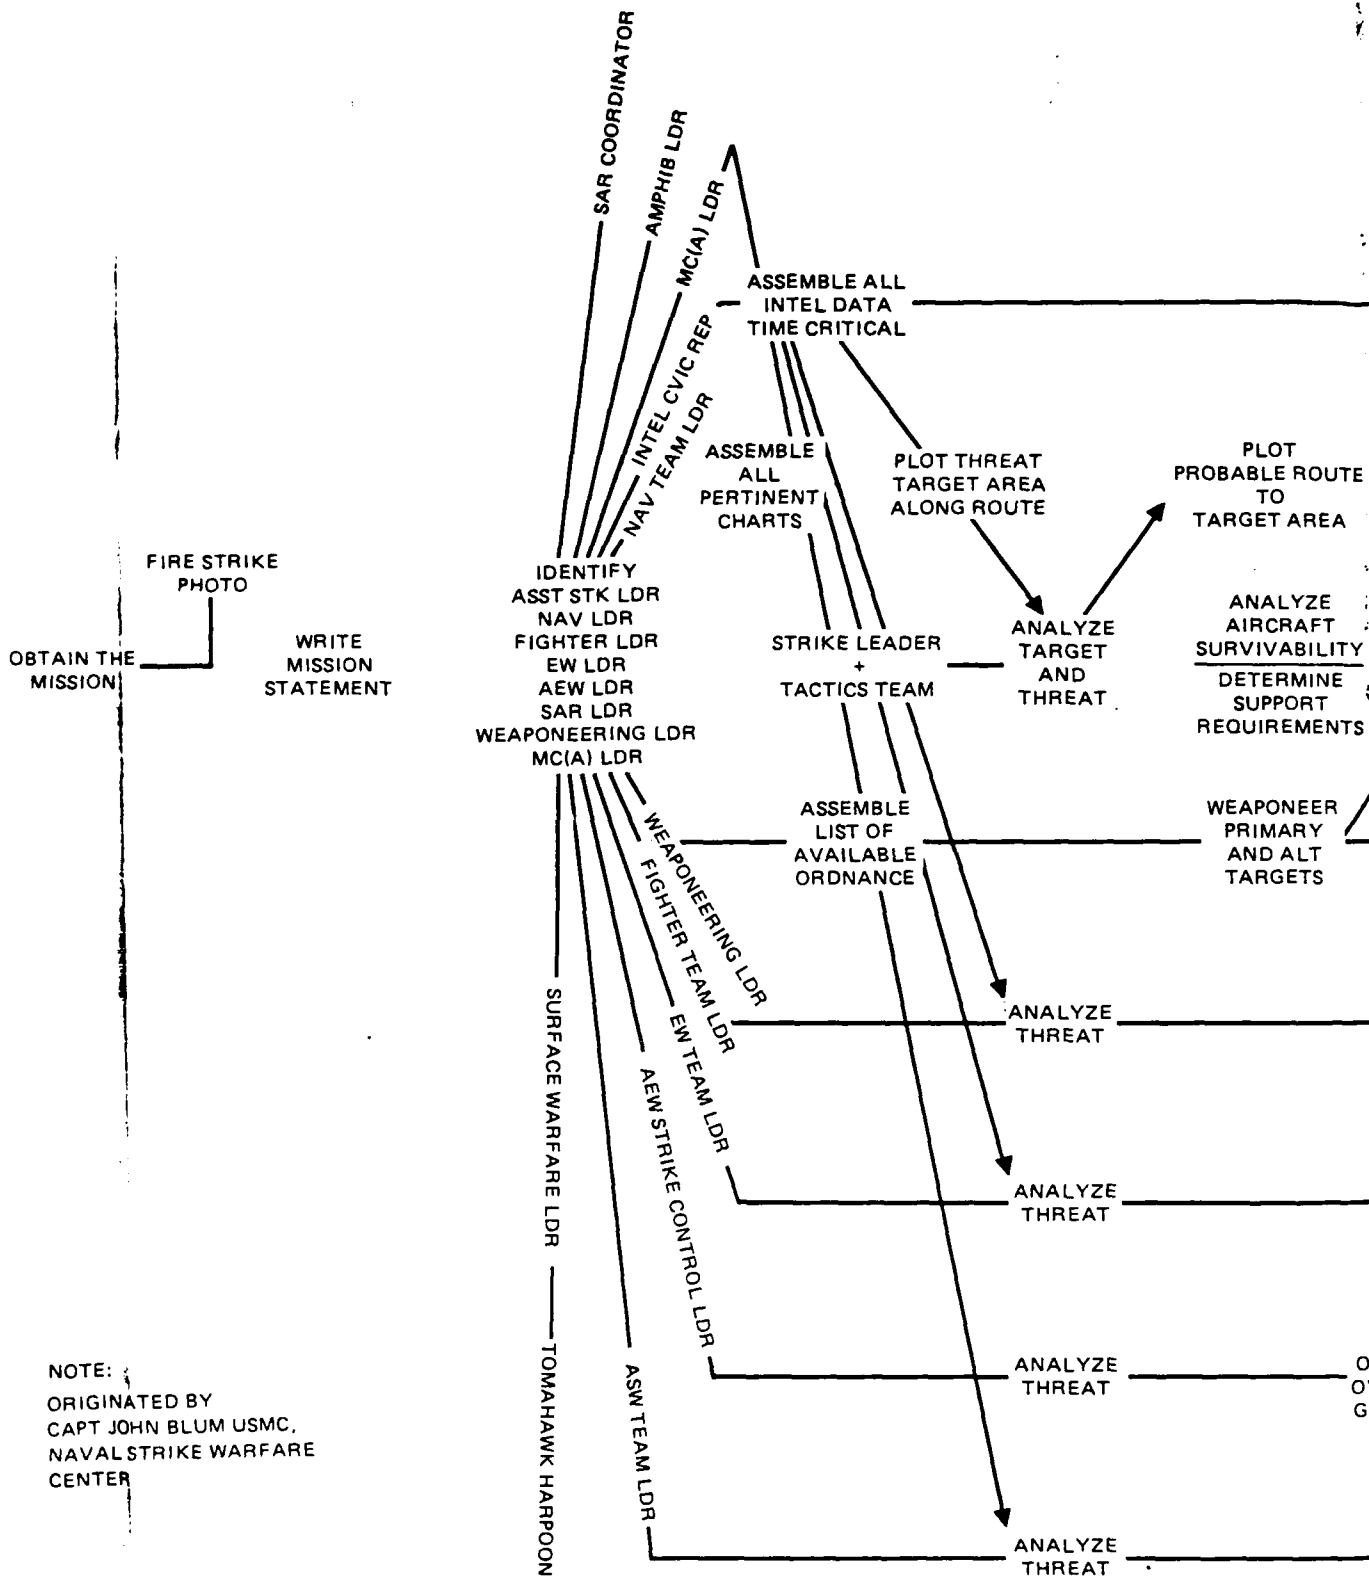 SAR COORDINATOR
AMPHIB LDR
MC(A) LDR
INTEL CVIC REP
NAV TEAM LDR
ASSEMBLE ALL
INTEL DATA
TIME CRITICAL
ASSEMBLE
ALL
PERTINENT
CHARTS
PLOT THREAT
TARGET AREA
ALONG ROUTE
PLOT
PROBABLE ROUTE
TO
TARGET AREA
FIRE STRIKE
PHOTO
OBTAIN THE
MISSION
WRITE
MISSION
STATEMENT
IDENTIFY
ASST STK LDR
NAV LDR
FIGHTER LDR
EW LDR
AEW LDR
SAR LDR
WEAPONEERING LDR
MC(A) LDR
STRIKE LEADER
+
TACTICS TEAM
ANALYZE
TARGET
AND
THREAT
ANALYZE
AIRCRAFT
SURVIVABILITY
DETERMINE
SUPPORT
REQUIREMENTS
ASSEMBLE
LIST OF
AVAILABLE
ORDNANCE
WEAPONEER
PRIMARY
AND ALT
TARGETS
WEAPONEERING LDR
FIGHTER TEAM LDR
EW TEAM LDR
AEW STRIKE CONTROL LDR
ASW TEAM LDR
SURFACE WARFARE LDR
TOMAHAWK HARPOON
ANALYZE
THREAT
ANALYZE
THREAT
ANALYZE
THREAT
ANALYZE
THREAT
NOTE:
ORIGINATED BY
CAPT JOHN BLUM USMC,
NAVAL STRIKE WARFARE
CENTER